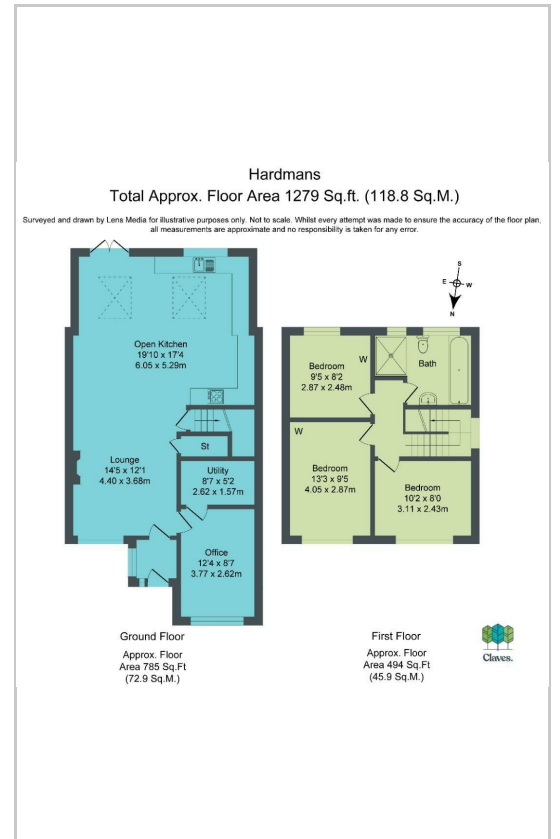 Hardmans
Total Approx. Floor Area 1279 Sq.ft. (118.8 Sq.M.)
Surveyed and drawn by Lens Media for illustrative purposes only. Not to scale. Whilst every attempt was made to ensure the accuracy of the floor plan,
all measurements are approximate and no responsibility is taken for any error.
S
E W
N
Open Kitchen
19'10 x 17'4
6.05 x 5.29m
St
Lounge
14'5 x 12'1
4.40 x 3.68m
Utility
8'7 x 5'2
2.62 x 1.57m
Office
12'4 x 8'7
3.77 x 2.62m
Bedroom
9'5 x 8'2
2.87 x 2.48m
W
Bath
W
Bedroom
13'3 x 9'5
4.05 x 2.87m
Bedroom
10'2 x 8'0
3.11 x 2.43m
Ground Floor
Approx. Floor
Area 785 Sq.Ft
(72.9 Sq.M.)
First Floor
Approx. Floor
Area 494 Sq.Ft
(45.9 Sq.M.)
Claves.